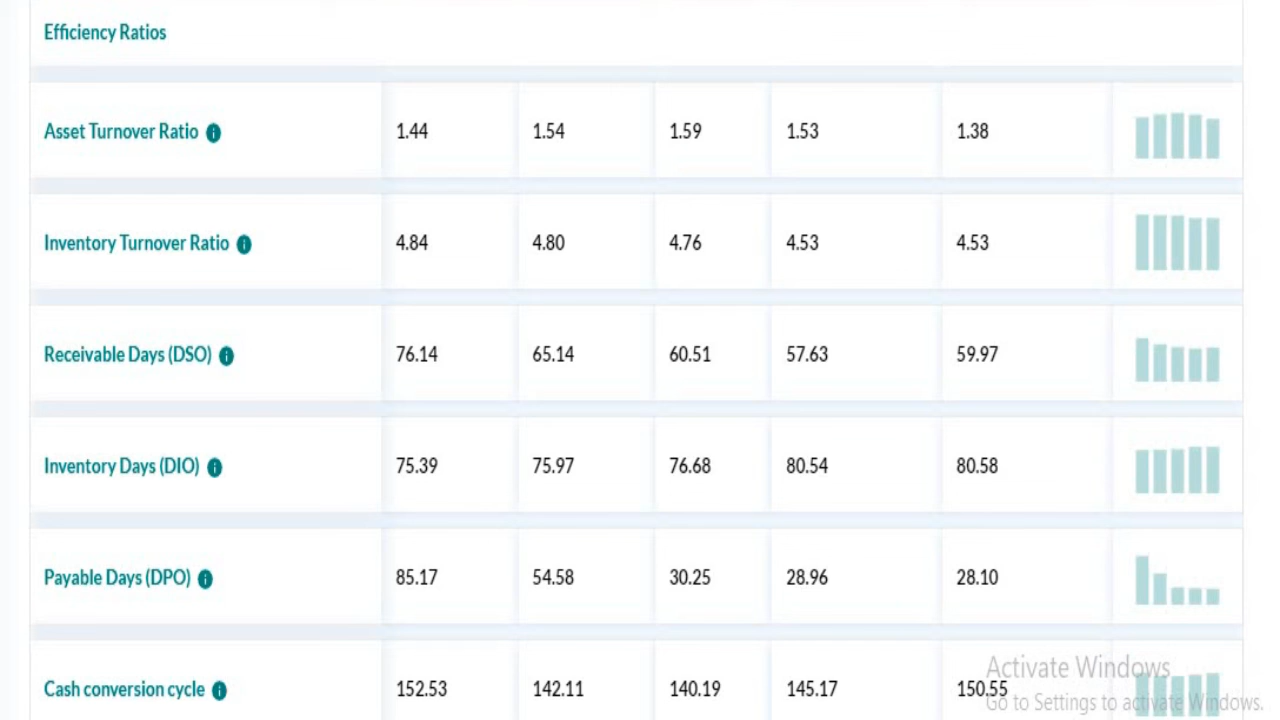 Efficiency Ratios
Asset Turnover Ratio 1.44 1.54 1.59 1.53 1.38
Inventory Turnover Ratio 4.84 4.80 4.76 4.53 4.53
Receivable Days (DSO) 76.14 65.14 60.51 57.63 59.97
Inventory Days (DIO) 75.39 75.97 76.68 80.54 80.58
Payable Days (DPO) 85.17 54.58 30.25 28.96 28.10
Cash conversion cycle 152.53 142.11 140.19 145.17 150.55
Activate Windows
Go to Settings to activate Windows.